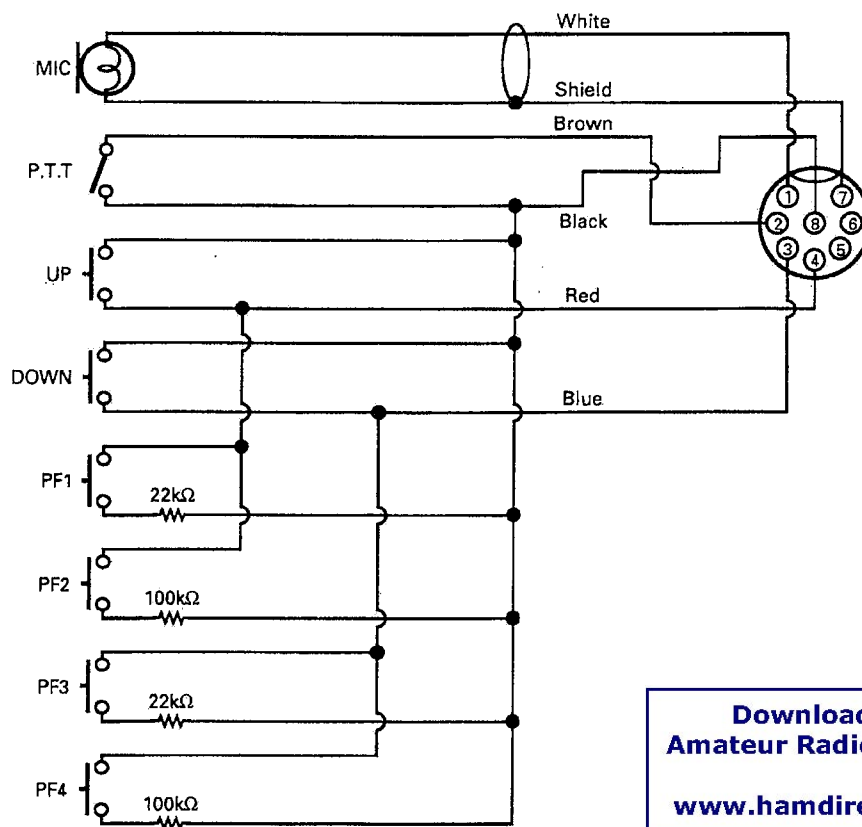 White
MIC
Shield
Brown
P.T.T
Black
1 7
2 8 6
3 5
4
UP
Red
DOWN
Blue
PF1
22kΩ
PF2
100kΩ
PF3
22kΩ
PF4
100kΩ
Download
Amateur Radi
www.hamdire